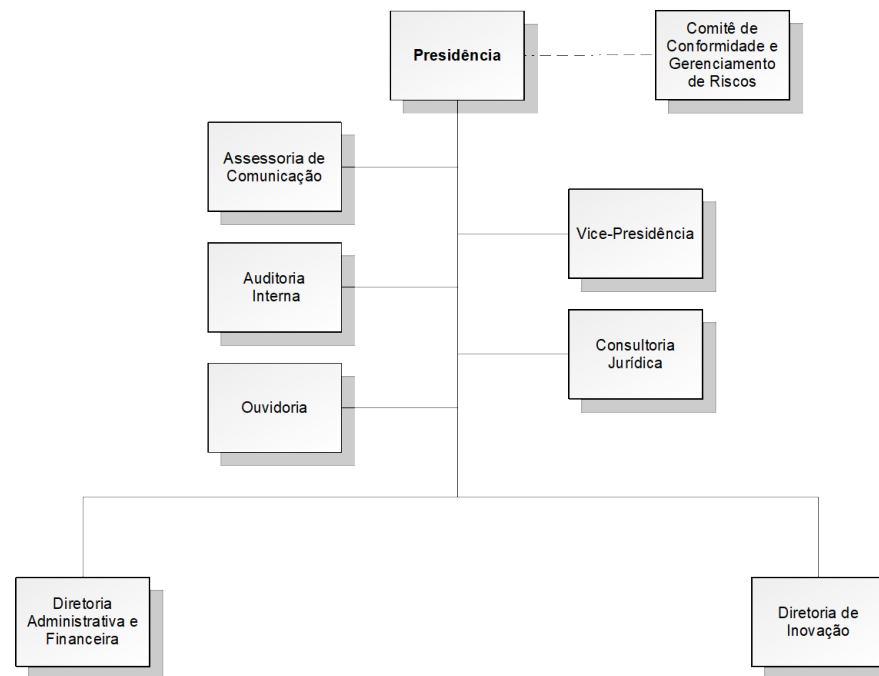 Presidência
Comitê de
Conformidade e
Gerenciamento
de Riscos
Assessoria de
Comunicação
Vice-Presidência
Auditoria
Interna
Consultoria
Jurídica
Ouvidoria
Diretoria
Administrativa e
Financeira
Diretoria de
Inovação